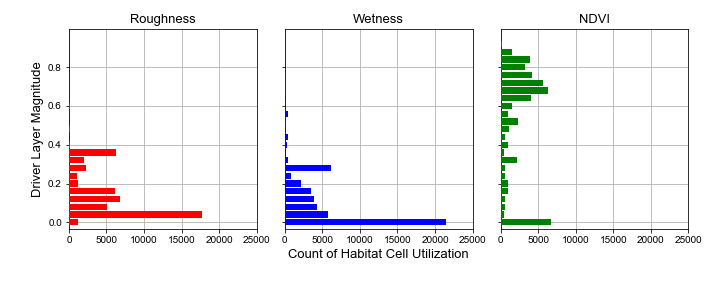 Roughness
Wetness
NDVI
Driver Layer Magnitude
0.8
0.6
0.4
0.2
0.0
0 5000 10000 15000 20000 25000
0 5000 10000 15000 20000 25000
0 5000 10000 15000 20000 25000
Count of Habitat Cell Utilization